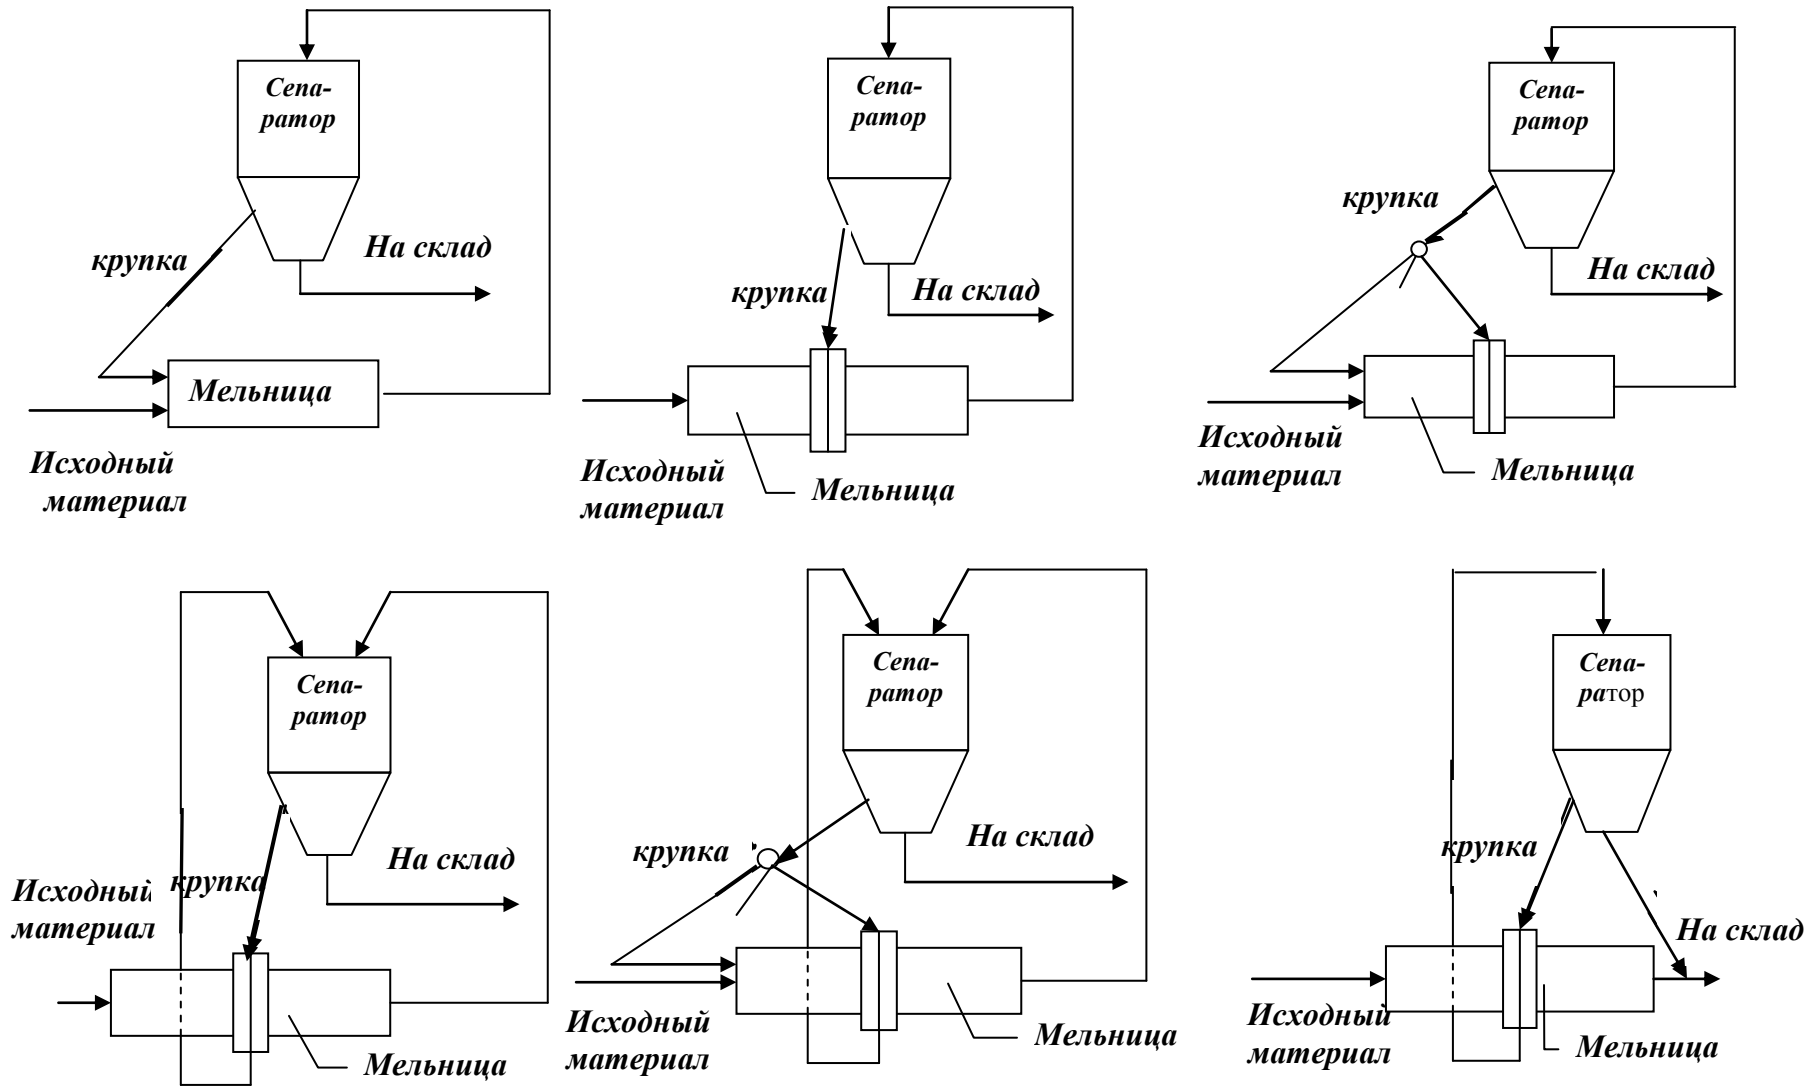 Сепа-
ратор
крупка
На склад
Мельница
Исходный
материал
Сепа-
ратор
крупка
На склад
Исходный
материал
Мельница
Сепа-
ратор
крупка
На склад
Исходный
материал
Мельница
Сепа-
ратор
На склад
Исходный
крупка
материал
Мельница
Сепа-
ратор
На склад
крупка
Исходный
материал
Мельница
Сепа-
ратор
крупка
На склад
Исходный
материал
Мельница